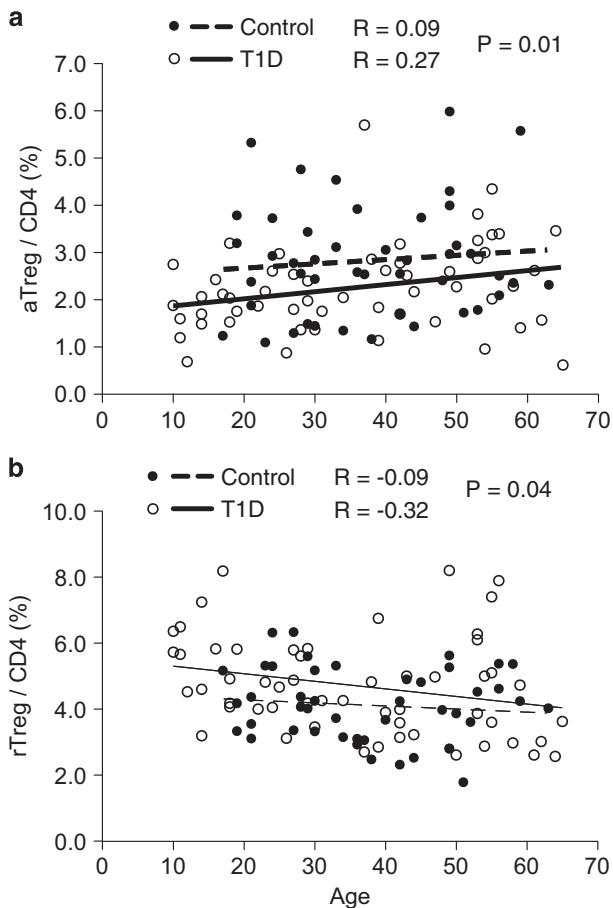 a
Control R = 0.09 P = 0.01
T1D R = 0.27
7.0
6.0
5.0
4.0
3.0
2.0
1.0
0.0
aTreg / CD4 (%)
0 10 20 30 40 50 60 70
b
Control R = -0.09 P = 0.04
T1D R = -0.32
10.0
8.0
6.0
4.0
2.0
0.0
rTreg / CD4 (%)
0 10 20 30 40 50 60 70
Age